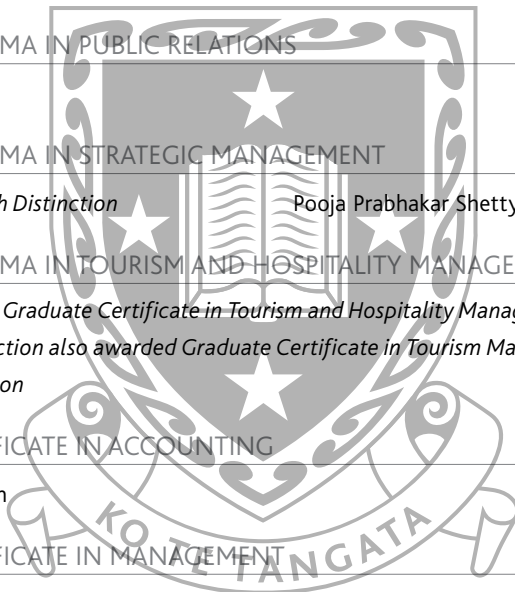 MA IN PUBLIC RELATIONS
MA IN STRATEGIC MANAGEMENT
h Distinction Pooja Prabhakar Shetty
MA IN TOURISM AND HOSPITALITY MANAGE
Graduate Certificate in Tourism and Hospitality Manag
ction also awarded Graduate Certificate in Tourism Ma
on
FICATE IN ACCOUNTING
n
FICATE IN MANAGEMENT
KO TE TANGATA